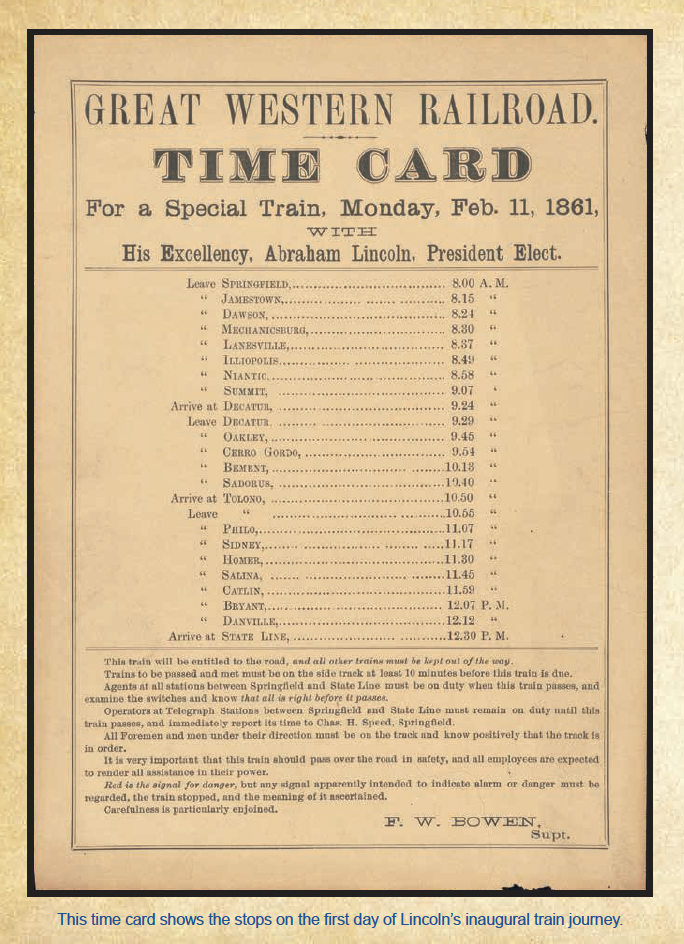 GREAT WESTERN RAILROAD.
TIME CARD
For a Special Train, Monday, Feb. 11, 1861,
WITH
His Excellency, Abraham Lincoln, President Elect.
Leave SPRINGFIELD,........................................ 8.00 A. M.
“ JAMESTOWN,........................................ 8.15 “
“ DAWSON, ........................................ 8.24 “
“ MECHANICSBURG,........................................ 8.30 “
“ LANESVILLE,........................................ 8.37 “
“ ILLIOPOLIS........................................ 8.49 “
“ NIANTIC........................................ 8.58 “
“ SUMMIT, ........................................ 9.07 ‘
Arrive at DECATUR, ........................................ 9.24 “
Leave DECATUR ........................................ 9.29 “
“ OAKLEY, ........................................ 9.45 “
“ CERRO GORDO, ........................................ 9.54 “
“ BEMENT, ........................................10.13 “
“ SADORUS, ........................................ 10.40 “
Arrive at TOLONO, ........................................10.50 “
Leave “ ........................................10.55 “
“ PHILO,........................................11.07 “
“ SIDNEY,........................................11.17 “
“ HOMER,........................................11.30 “
“ SALINA, ........................................11.45 “
“ CATLIN, ........................................11.59 “
“ BRYANT,........................................ 12.07 P. M.
“ DANVILLE,........................................12.12 “
Arrive at STATE LINE, ........................................12.30 P. M.
This train will be entitled to the road, and all other trains must be kept out of the way.
Trains to be passed and met must be on the side track at least 10 minutes before this train is due.
Agents at all stations between Springfield and State Line must be on duty when this train passes, and
examine the switches and know that all is right before it passes.
Operators at Telegraph Stations between Springfield and State Line must remain on duty until this
train passes, and immediately report its time to Chas. H. Speed, Springfield.
All Foremen and men under their direction must be on the track and know positively that the track is
in order.
It is very important that this train should pass over the road in safety, and all employees are expected
to render all assistance in their power.
Red is the signal for danger, but any signal apparently intended to indicate alarm or danger must be
regarded, the train stopped, and the meaning of it ascertained.
Carefulness is particularly enjoined.
F. W. BOWEN,
Supt.
This time card shows the stops on the first day of Lincoln’s inaugural train journey.